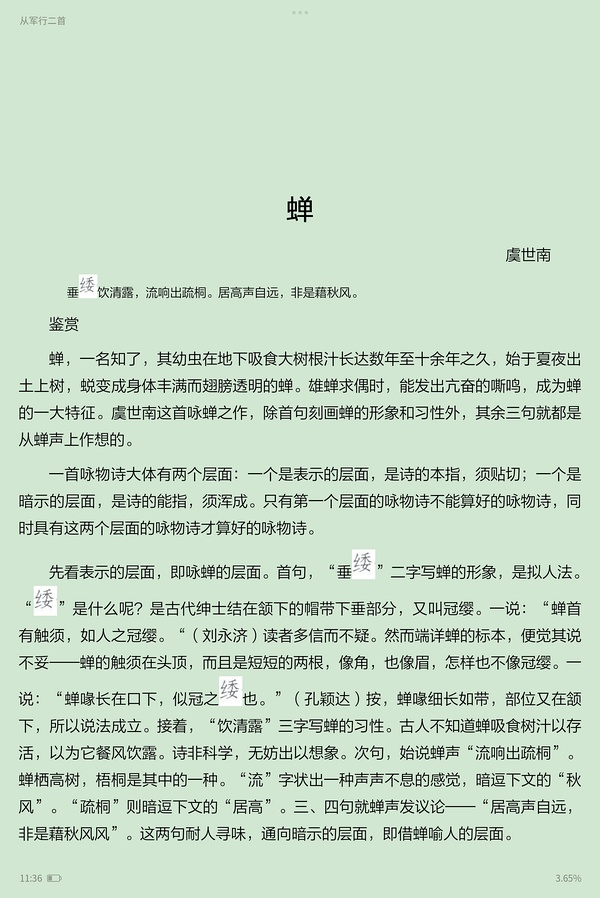 从军行二首
蝉
虞世南
垂緌饮清露，流响出疏桐。居高声自远，非是藉秋风。
鉴赏
蝉，一名知了，其幼虫在地下吸食大树根汁长达数年至十余年之久，始于夏夜出
土上树，蜕变成身体丰满而翅膀透明的蝉。雄蝉求偶时，能发出亢奋的嘶鸣，成为蝉
的一大特征。虞世南这首咏蝉之作，除首句刻画蝉的形象和习性外，其余三句就都是
从蝉声上作想的。
一首咏物诗大体有两个层面：一个是表示的层面，是诗的本指，须贴切；一个是
暗示的层面，是诗的能指，须浑成。只有第一个层面的咏物诗不能算好的咏物诗，同
时具有这两个层面的咏物诗才算好的咏物诗。
先看表示的层面，即咏蝉的层面。首句，“垂緌”二字写蝉的形象，是拟人法。
“緌”是什么呢？是古代绅士结在颔下的帽带下垂部分，又叫冠缨。一说：“蝉首
有触须，如人之冠缨。“（刘永济）读者多信而不疑。然而端详蝉的标本，便觉其说
不妥——蝉的触须在头顶，而且是短短的两根，像角，也像眉，怎样也不像冠缨。一
说：“蝉喙长在口下，似冠之緌也。”（孔颖达）按，蝉喙细长如带，部位又在颔
下，所以说法成立。接着，“饮清露”三字写蝉的习性。古人不知道蝉吸食树汁以存
活，以为它餐风饮露。诗非科学，无妨出以想象。次句，始说蝉声“流响出疏桐”。
蝉栖高树，梧桐是其中的一种。“流”字状出一种声声不息的感觉，暗逗下文的“秋
风”。“疏桐”则暗逗下文的“居高”。三、四句就蝉声发议论——“居高声自远，
非是藉秋风风”。这两句耐人寻味，通向暗示的层面，即借蝉喻人的层面。
11:36
3.65%